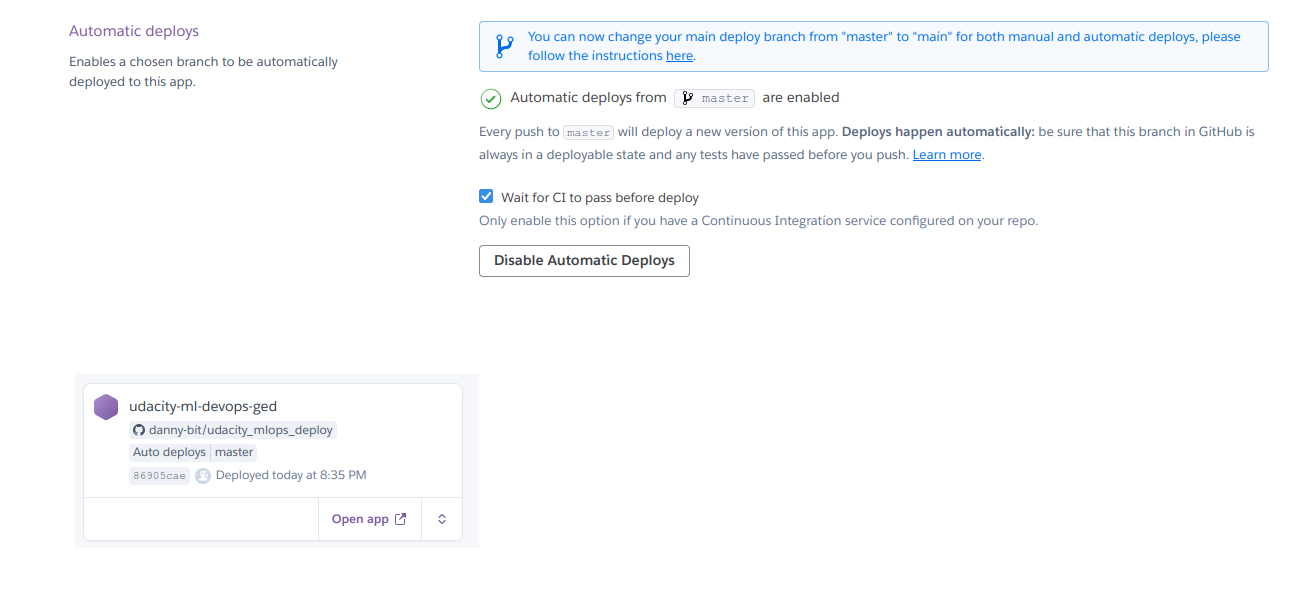 Automatic deploys
Enables a chosen branch to be automatically
deployed to this app.
You can now change your main deploy branch from "master" to "main" for both manual and automatic deploys, please
follow the instructions here.
Automatic deploys from master are enabled
Every push to master will deploy a new version of this app. Deploys happen automatically: be sure that this branch in GitHub is
always in a deployable state and any tests have passed before you push. Learn more.
Wait for CI to pass before deploy
Only enable this option if you have a Continuous Integration service configured on your repo.
Disable Automatic Deploys
udacity-ml-devops-ged
danny-bit/udacity_mlops_deploy
Auto deploys master
86905cae Deployed today at 8:35 PM
Open app